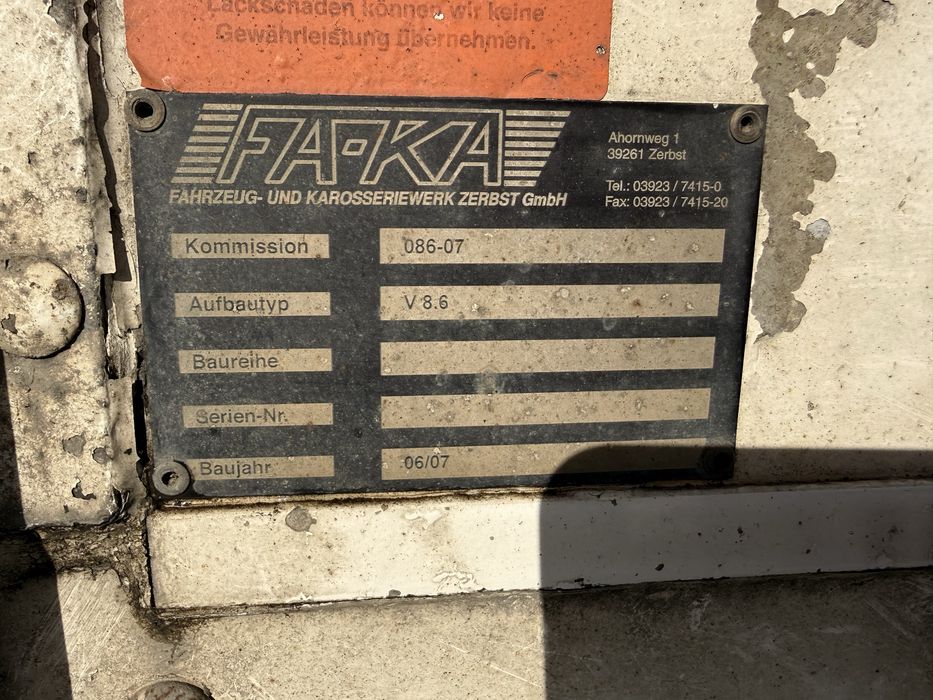 Lackschäden können wir keine
Gewährleistung übernehmen.
FA-KA
FAHRZEUG- UND KAROSSERIEWERK ZERBST GmbH
Ahornweg 1
39261 Zerbst
Tel.: 03923 / 7415-0
Fax: 03923 / 7415-20
Kommission 086-07
Aufbautyp V 8.6
Baureihe
Serien-Nr.
Baujahr 06/07